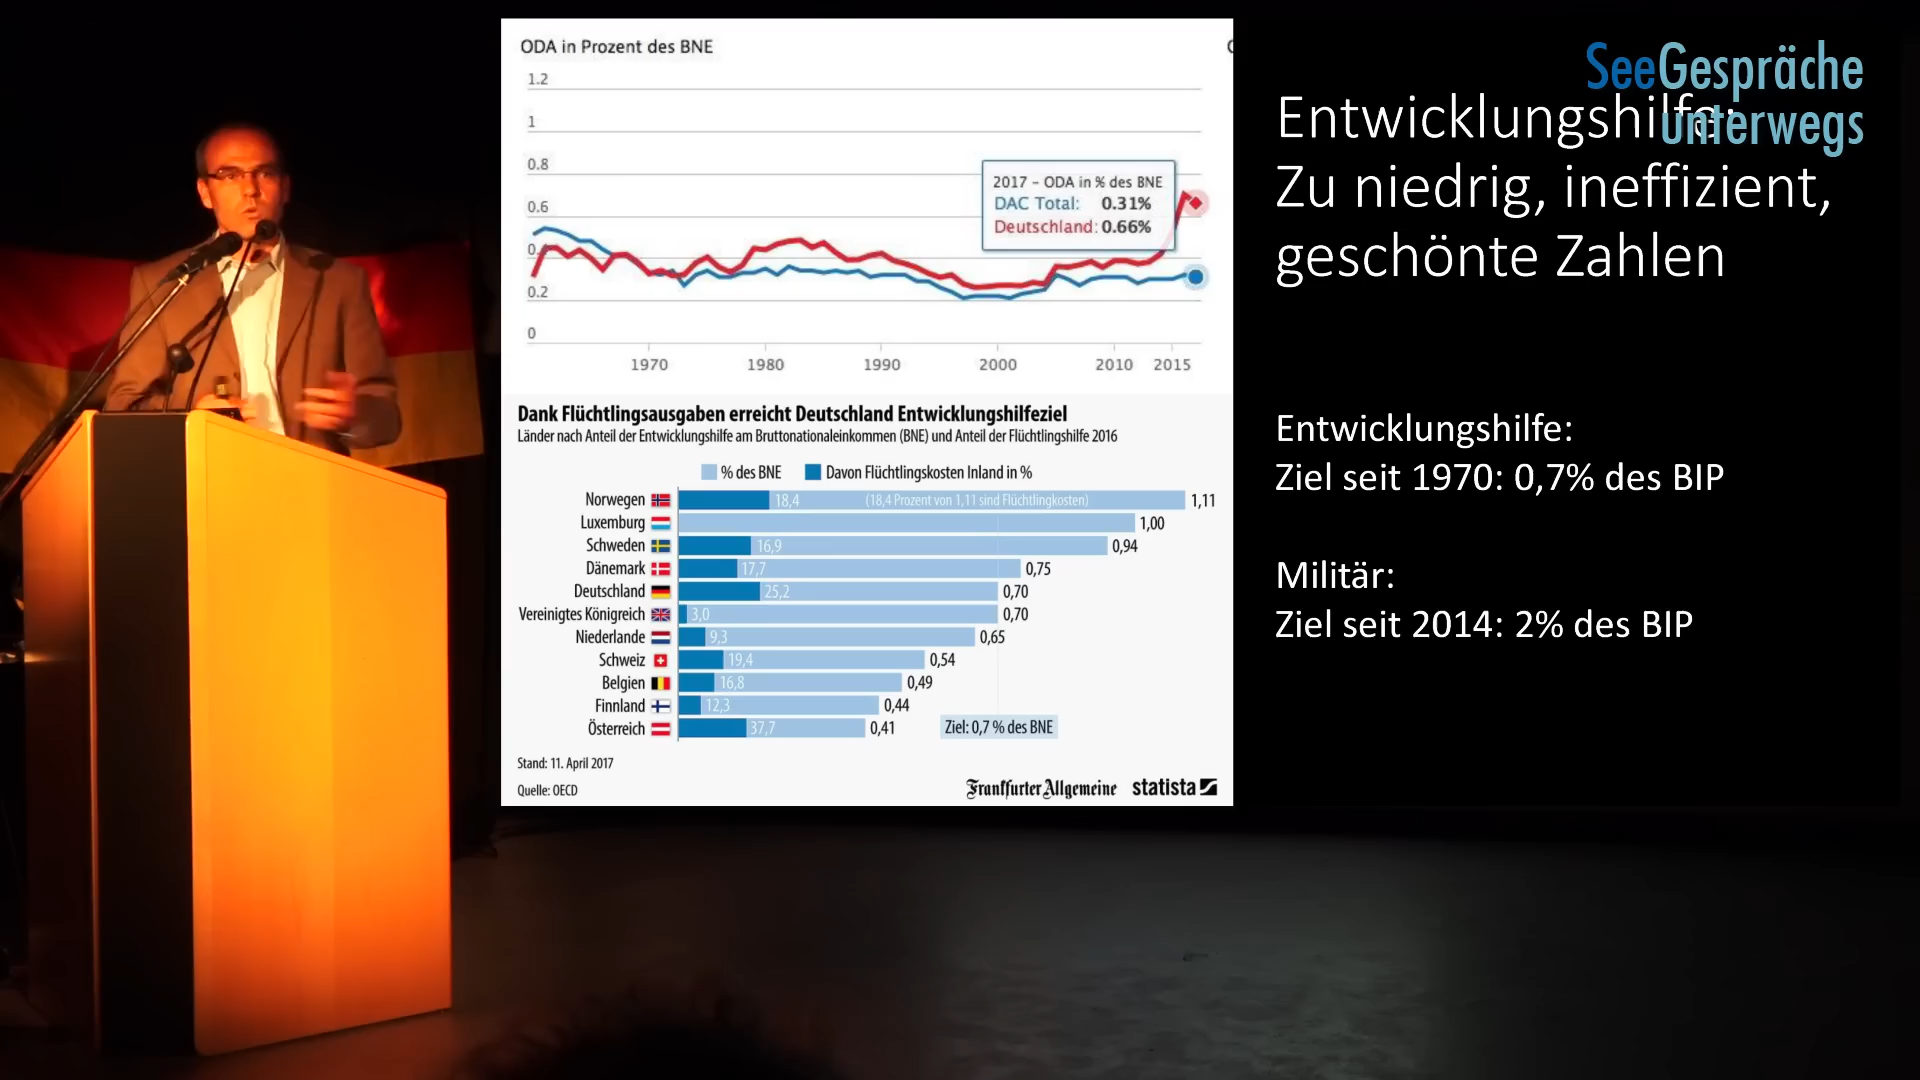 ODA in Prozent des BNE
1.2
1
0.8
0.6
0.2
0
2017 - ODA in % des BNE
DAC Total: 0.31%
Deutschland: 0.66%
1970 1980 1990 2000 2010 2015
Dank Flüchtlingsausgaben erreicht Deutschland Entwicklungshilfeziel
Länder nach Anteil der Entwicklungshilfe am Bruttonationaleinkommen (BNE) und Anteil der Flüchtlingshilfe 2016
% des BNE Davon Flüchtlingskosten Inland in %
Norwegen 18,4 (18,4 Prozent von 1,11 sind Flüchtlingkosten) 1,11
Luxemburg 1,00
Schweden 16,9 0,94
Dänemark 17,7 0,75
Deutschland 25,2 0,70
Vereinigtes Königreich 3,0 0,70
Niederlande 9,3 0,65
Schweiz 19,4 0,54
Belgien 16,8 0,49
Finnland 12,3 0,44
Österreich 37,7 0,41
Ziel: 0,7 % des BNE
Stand: 11. April 2017
Quelle: OECD
Frankfurter Allgemeine statista
SeeGespräche
unterwegs
Entwicklungshilfe:
Zu niedrig, ineffizient,
geschönte Zahlen
Entwicklungshilfe:
Ziel seit 1970: 0,7% des BIP
Militär:
Ziel seit 2014: 2% des BIP